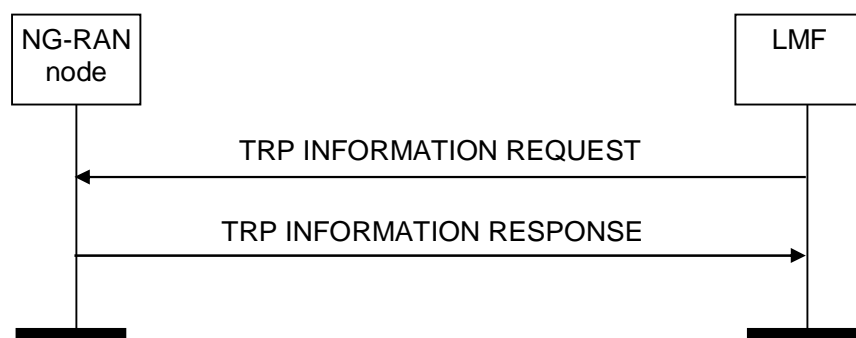 NG-RAN
node
LMF
TRP INFORMATION REQUEST
TRP INFORMATION RESPONSE